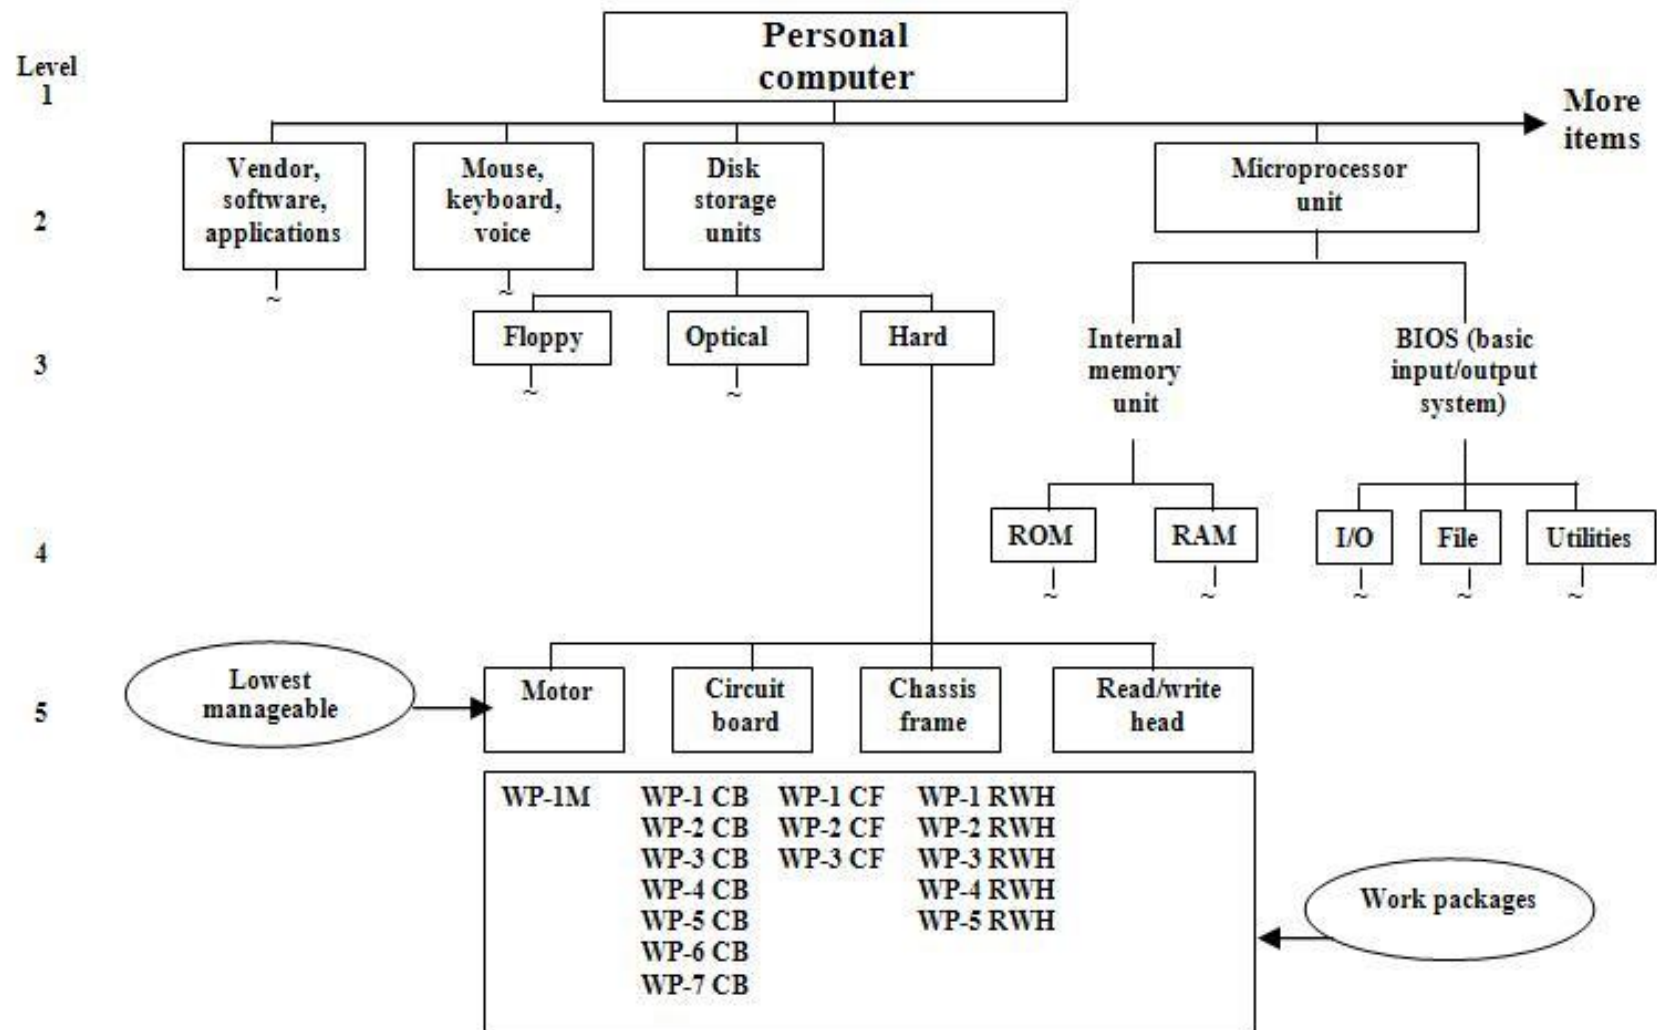 Personal
computer
Level
1
More
items
Vendor,
software,
applications
Mouse,
keyboard,
voice
Disk
storage
units
Microprocessor
unit
2
~
~
Floppy
Optical
Hard
Internal
memory
unit
BIOS (basic
input/output
system)
3
~
~
ROM
RAM
I/O
File
Utilities
4
~
~
~
~
~
Lowest
manageable
Motor
Circuit
board
Chassis
frame
Read/write
head
5
WP-1M WP-1 CB WP-1 CF WP-1 RWH
WP-2 CB WP-2 CF WP-2 RWH
WP-3 CB WP-3 CF WP-3 RWH
WP-4 CB WP-4 RWH
WP-5 CB WP-5 RWH
WP-6 CB
WP-7 CB
Work packages